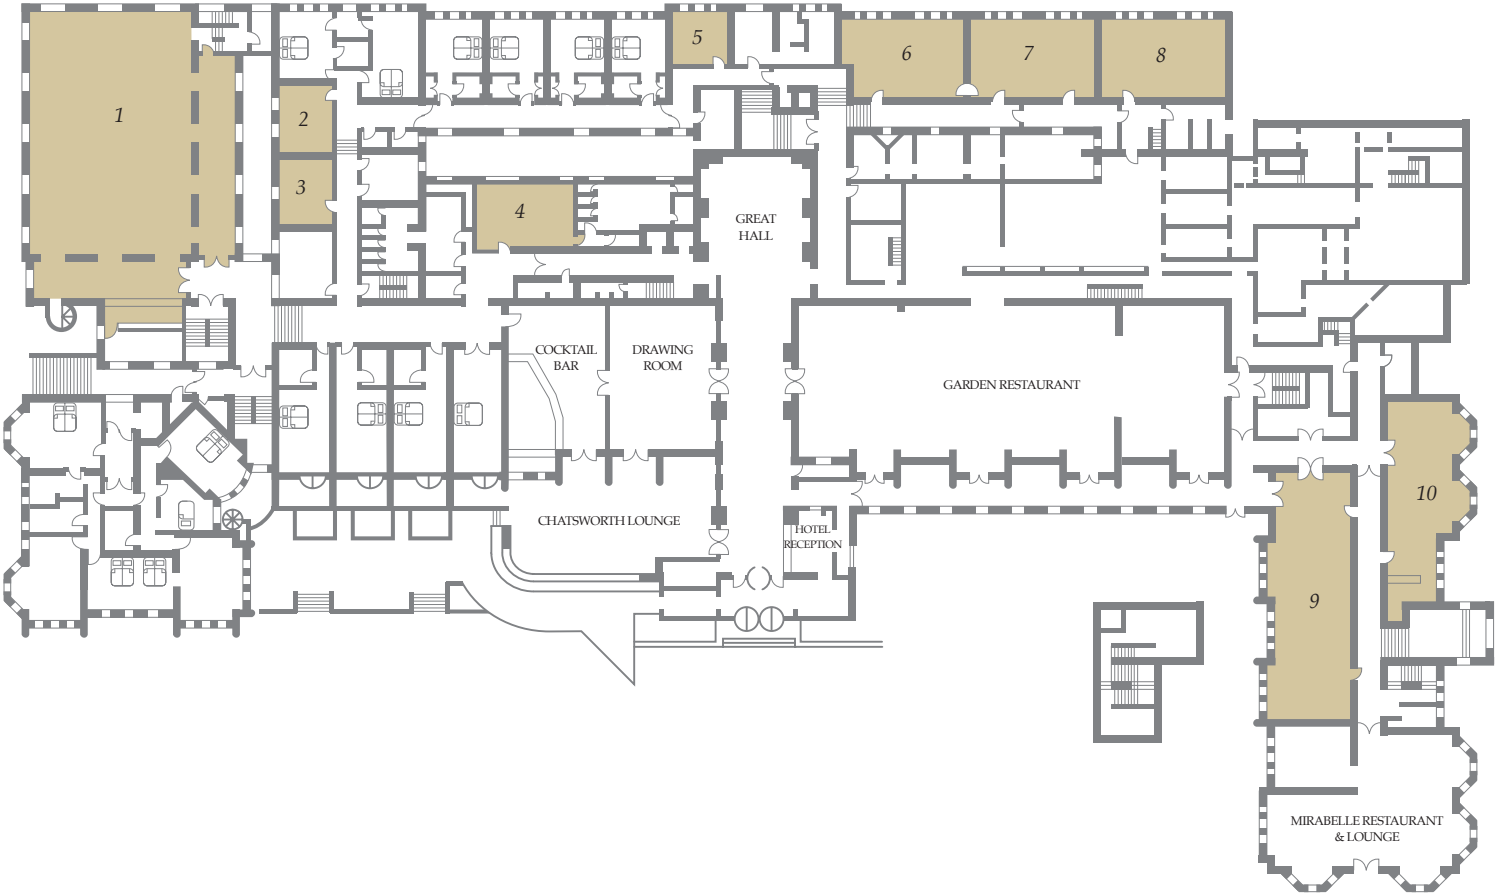 1
2
3
4
5
6
7
8
GREAT
HALL
COCKTAIL
BAR
DRAWING
ROOM
GARDEN RESTAURANT
CHATSWORTH LOUNGE
HOTEL
RECEPTION
9
10
MIRABELLE RESTAURANT
& LOUNGE